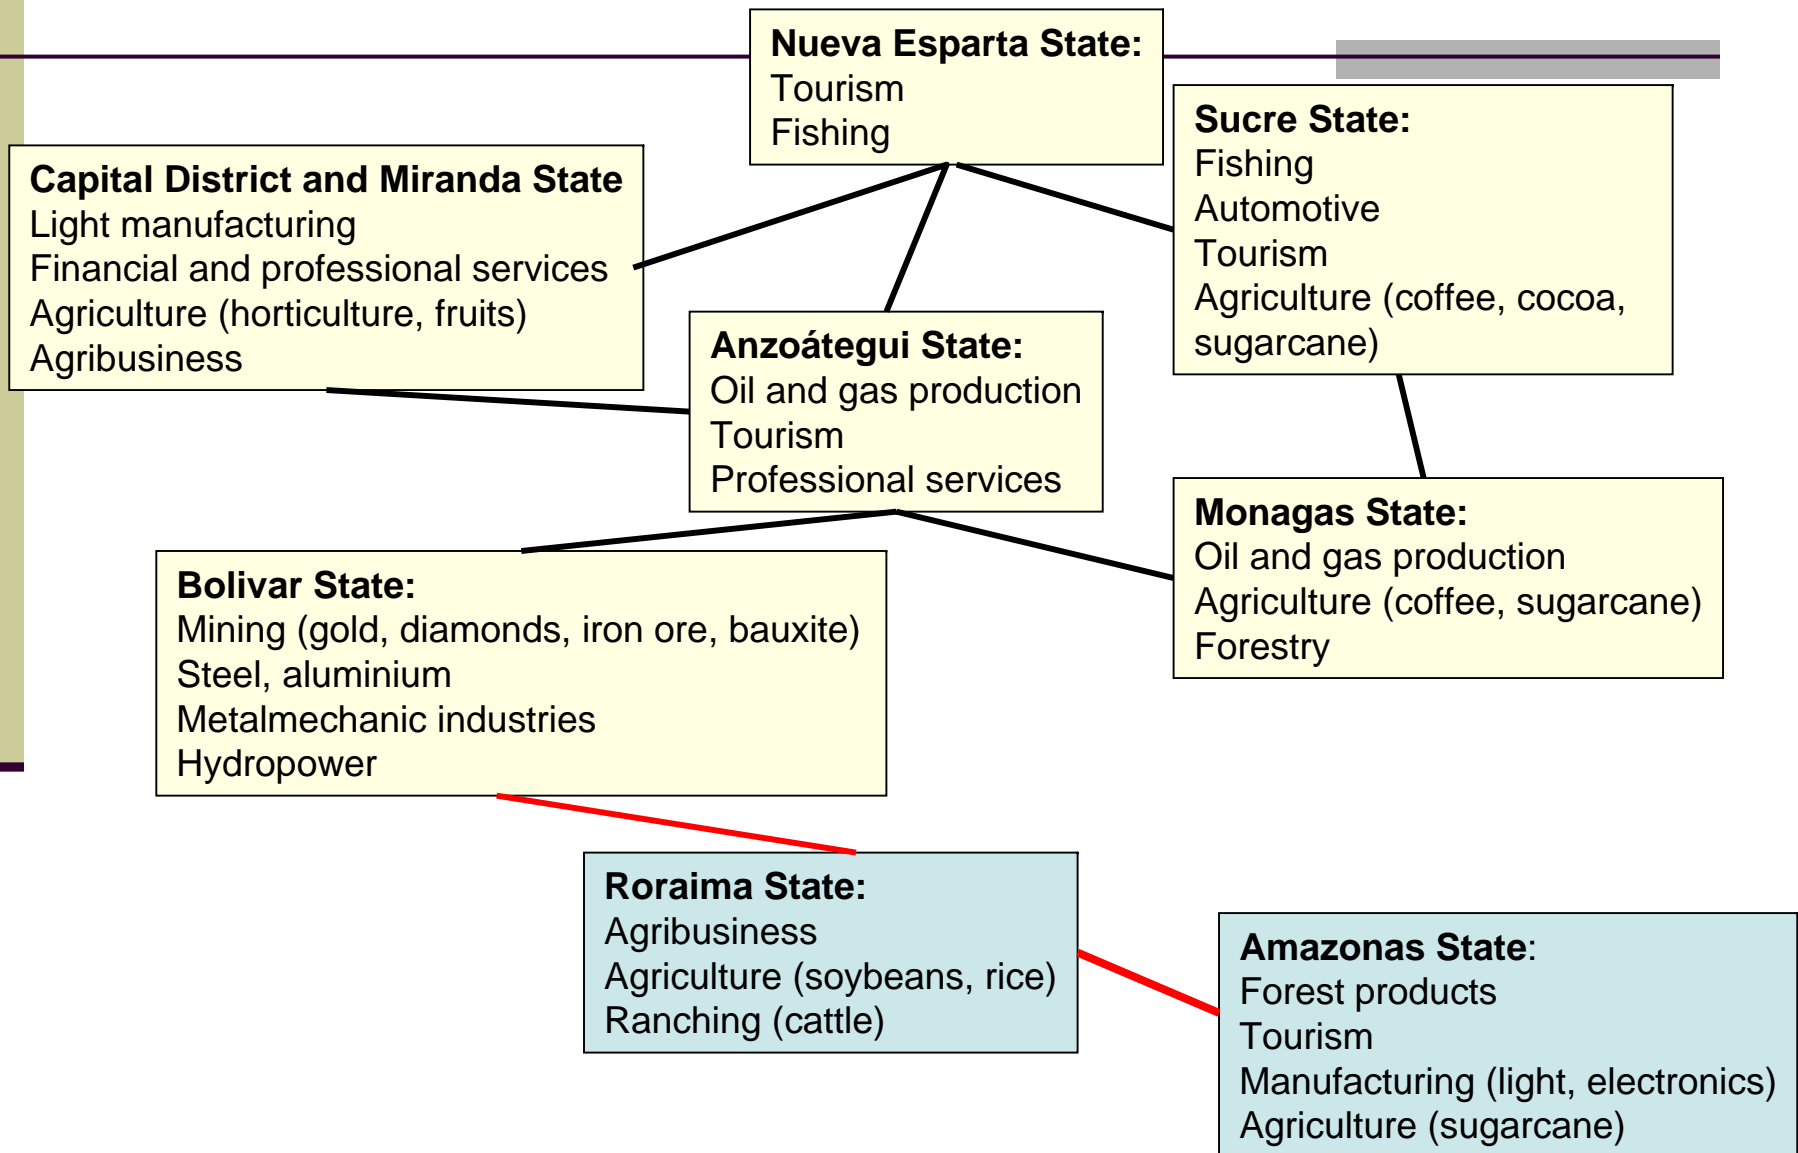 Nueva Esparta State:
Tourism
Fishing
Sucre State:
Fishing
Automotive
Tourism
Agriculture (coffee, cocoa,
sugarcane)
Capital District and Miranda State
Light manufacturing
Financial and professional services
Agriculture (horticulture, fruits)
Agribusiness
Anzoátegui State:
Oil and gas production
Tourism
Professional services
Monagas State:
Oil and gas production
Agriculture (coffee, sugarcane)
Forestry
Bolivar State:
Mining (gold, diamonds, iron ore, bauxite)
Steel, aluminium
Metalmechanic industries
Hydropower
Roraima State:
Agribusiness
Agriculture (soybeans, rice)
Ranching (cattle)
Amazonas State:
Forest products
Tourism
Manufacturing (light, electronics)
Agriculture (sugarcane)